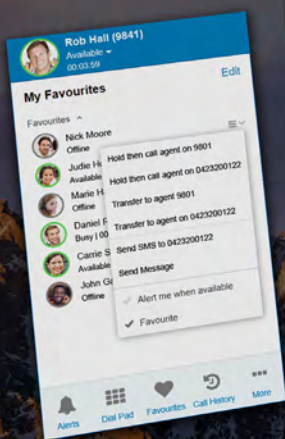 Rob Hall (9841)
Available
00:03:59
Edit
My Favourites
Favourites
Nick Moore
Offline
Judie H
Available
Marie H
Offline
Daniel F
Busy | 00
Carrie S
Available
John G
Offline
Hold then call agent on 9801
Hold then call agent on 0423200122
Transfer to agent 9801
Transfer to agent on 0423200122
Send SMS to 0423200122
Send Message
Alert me when available
Favourite
Alerts
Dial Pad
Favourites
Call History
More